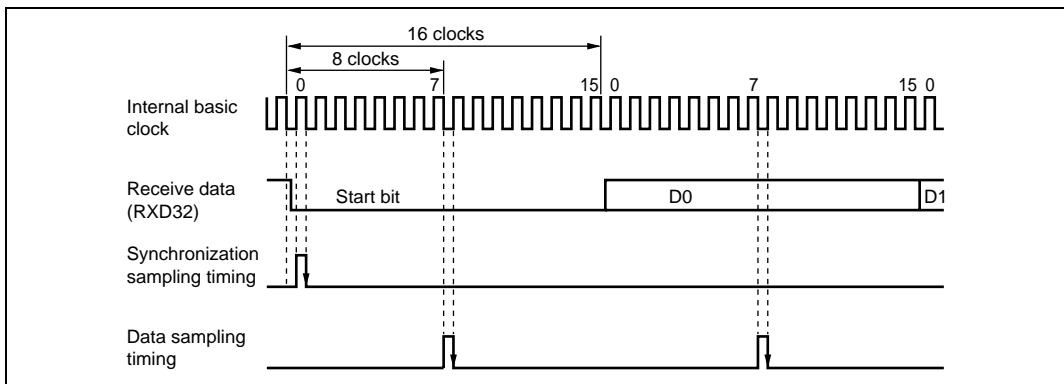 16 clocks
8 clocks
0 7 15 0 7 15 0
Internal basic
clock
Receive data
(RXD32)
Start bit D0 D1
Synchronization
sampling timing
Data sampling
timing